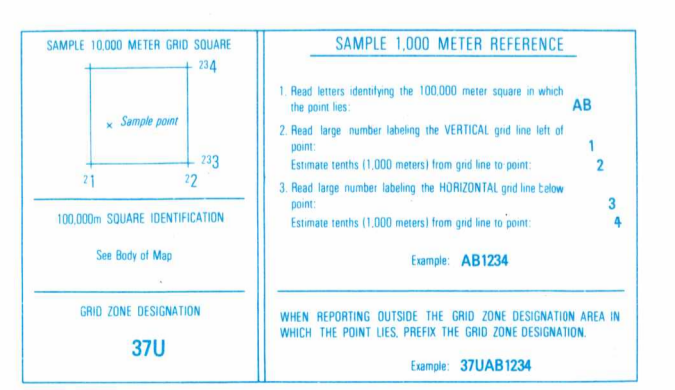 SAMPLE 10,000 METER GRID SQUARE
234
× Sample point
233
21 22
100,000m SQUARE IDENTIFICATION
See Body of Map
GRID ZONE DESIGNATION
37U
SAMPLE 1,000 METER REFERENCE
1. Read letters identifying the 100,000 meter square in which
the point lies: AB
2. Read large number labeling the VERTICAL grid line left of
point: 1
Estimate tenths (1,000 meters) from grid line to point: 2
3. Read large number labeling the HORIZONTAL grid line below
point: 3
Estimate tenths (1,000 meters) from grid line to point: 4
Example: AB1234
WHEN REPORTING OUTSIDE THE GRID ZONE DESIGNATION AREA IN
WHICH THE POINT LIES, PREFIX THE GRID ZONE DESIGNATION.
Example: 37UAB1234